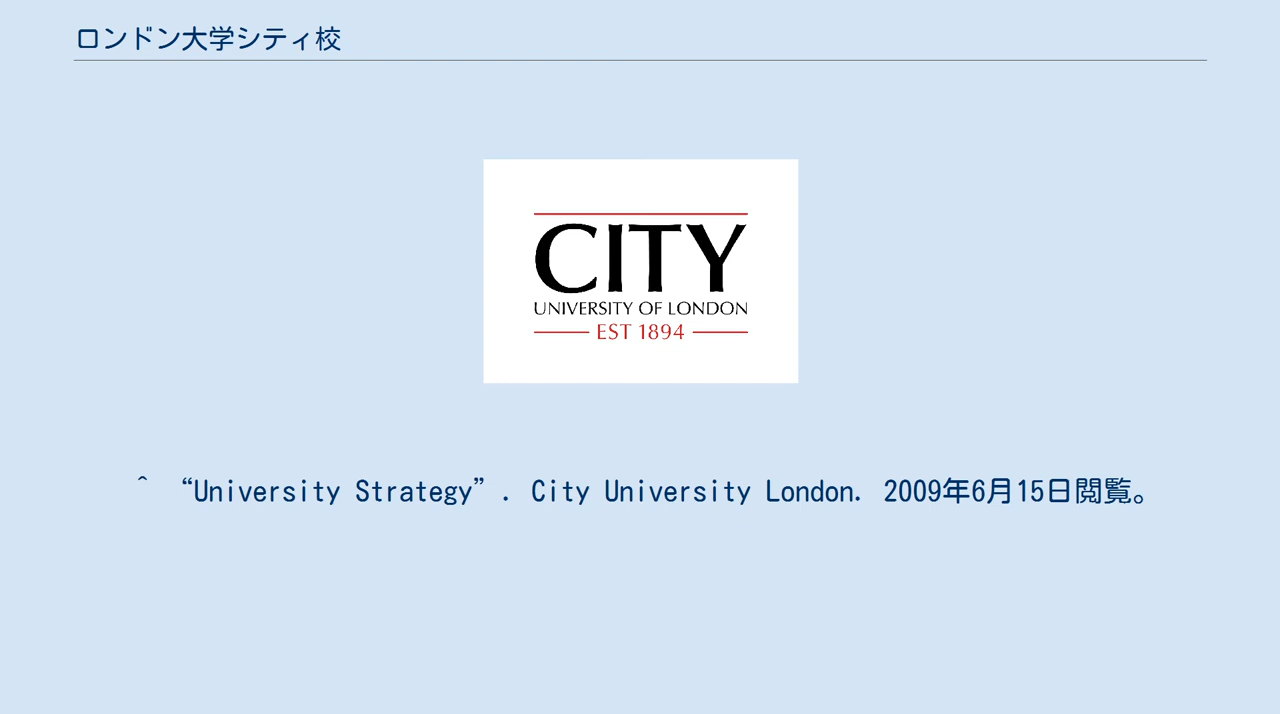 ロンドン大学シティ校
CITY
UNIVERSITY OF LONDON
EST 1894
^ “University Strategy”. City University London. 2009年6月15日閲覧。